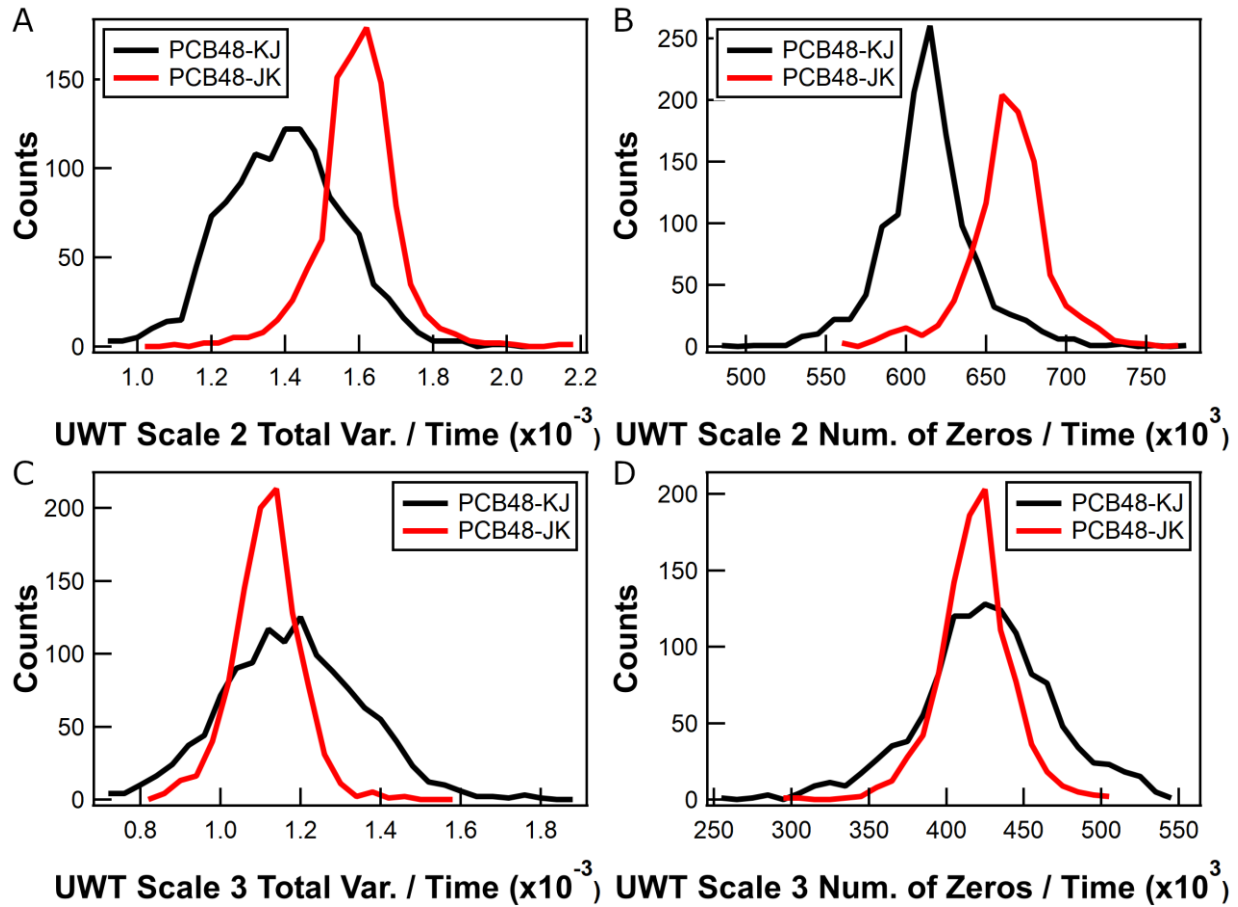 A
PCB48-KJ
PCB48-JK
Counts
150
100
50
0
1.0 1.2 1.4 1.6 1.8 2.0 2.2
UWT Scale 2 Total Var. / Time (x10⁻³)
B
PCB48-KJ
PCB48-JK
Counts
250
200
150
100
50
0
500 550 600 650 700 750
UWT Scale 2 Num. of Zeros / Time (x10³)
C
PCB48-KJ
PCB48-JK
Counts
200
150
100
50
0
0.8 1.0 1.2 1.4 1.6 1.8
UWT Scale 3 Total Var. / Time (x10⁻³)
D
PCB48-KJ
PCB48-JK
Counts
200
150
100
50
0
250 300 350 400 450 500 550
UWT Scale 3 Num. of Zeros / Time (x10³)